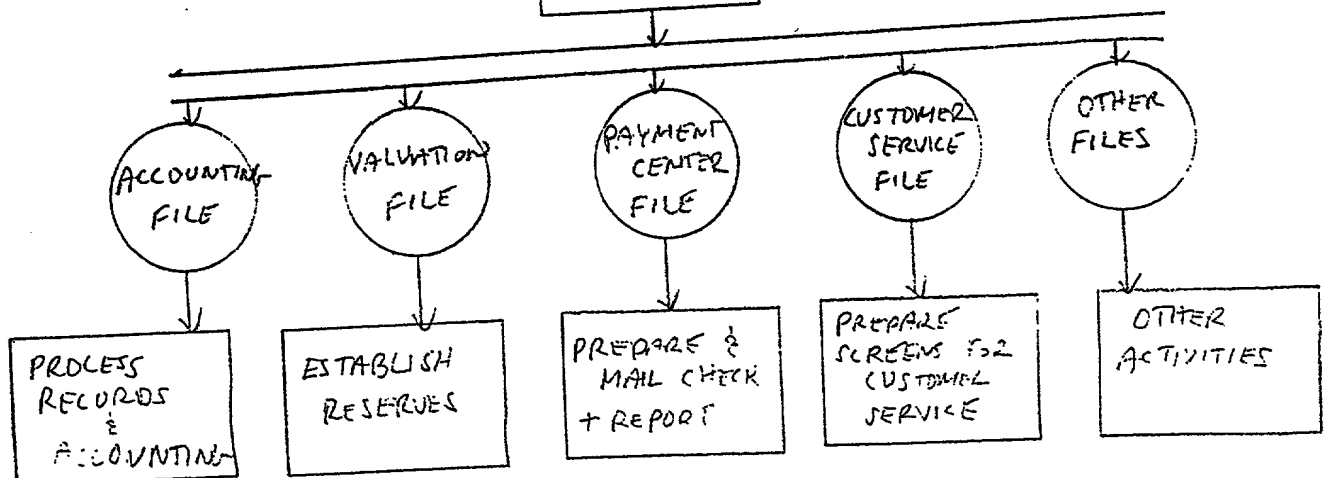 ACCOUNTING
FILE
VALUATION
FILE
PAYMENT
CENTER
FILE
CUSTOMER
SERVICE
FILE
OTHER
FILES
PROCESS
RECORDS
&
ACCOUNTING
ESTABLISH
RESERVES
PREPARE &
MAIL CHECK
+ REPORT
PREPARE
SCREENS FOR
CUSTOMER
SERVICE
OTHER
ACTIVITIES